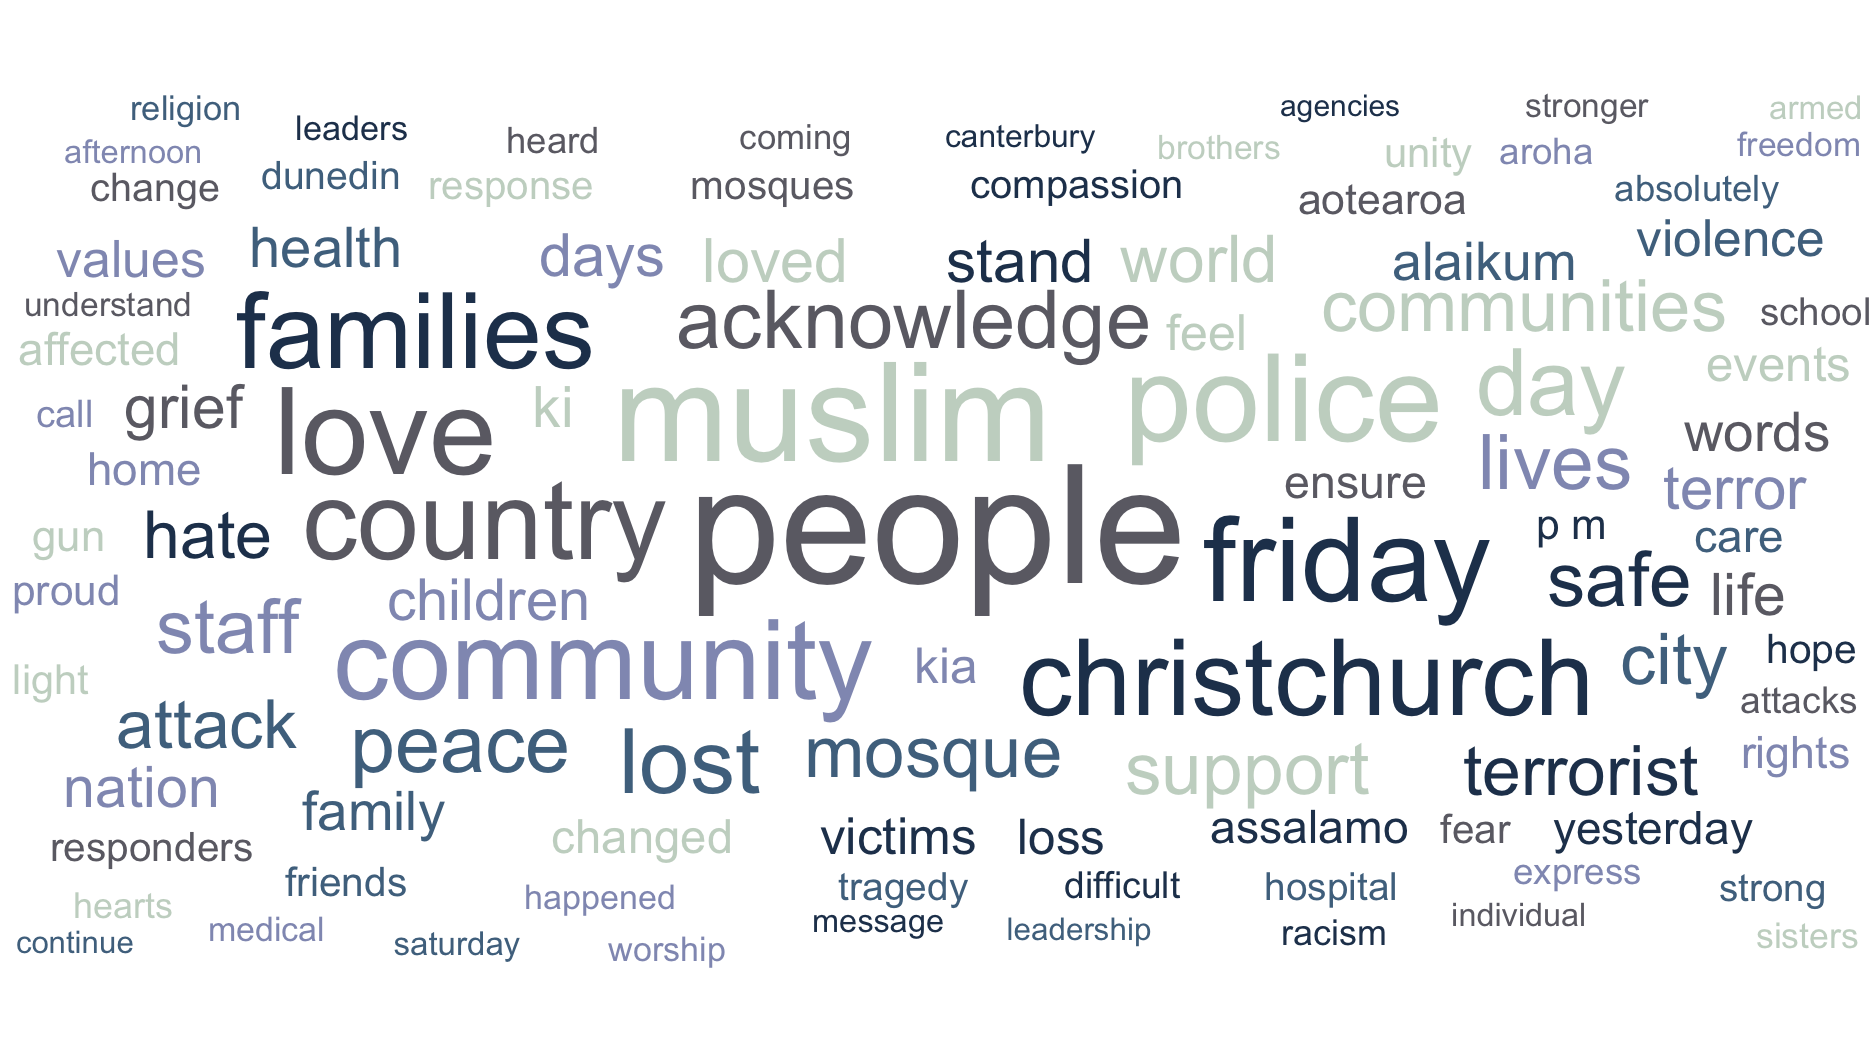 religion
leaders
heard
coming
canterbury
agencies
stronger
armed
afternoon
brothers
unity
aroha
freedom
change
dunedin
response
mosques
compassion
aotearoa
absolutely
values
health
days
loved
stand
world
alaikum
violence
understand
families
acknowledge
feel
communities
school
affected
call
grief
love
ki
muslim
police
day
events
words
home
country
people
ensure
lives
terror
gun
hate
friday
p m
care
proud
children
safe
life
staff
community
kia
christchurch
city
hope
light
attacks
attack
peace
lost
mosque
support
terrorist
rights
nation
family
changed
victims
loss
assalamo
fear
yesterday
responders
friends
happened
tragedy
difficult
hospital
express
strong
hearts
medical
message
leadership
racism
individual
sisters
continue
saturday
worship